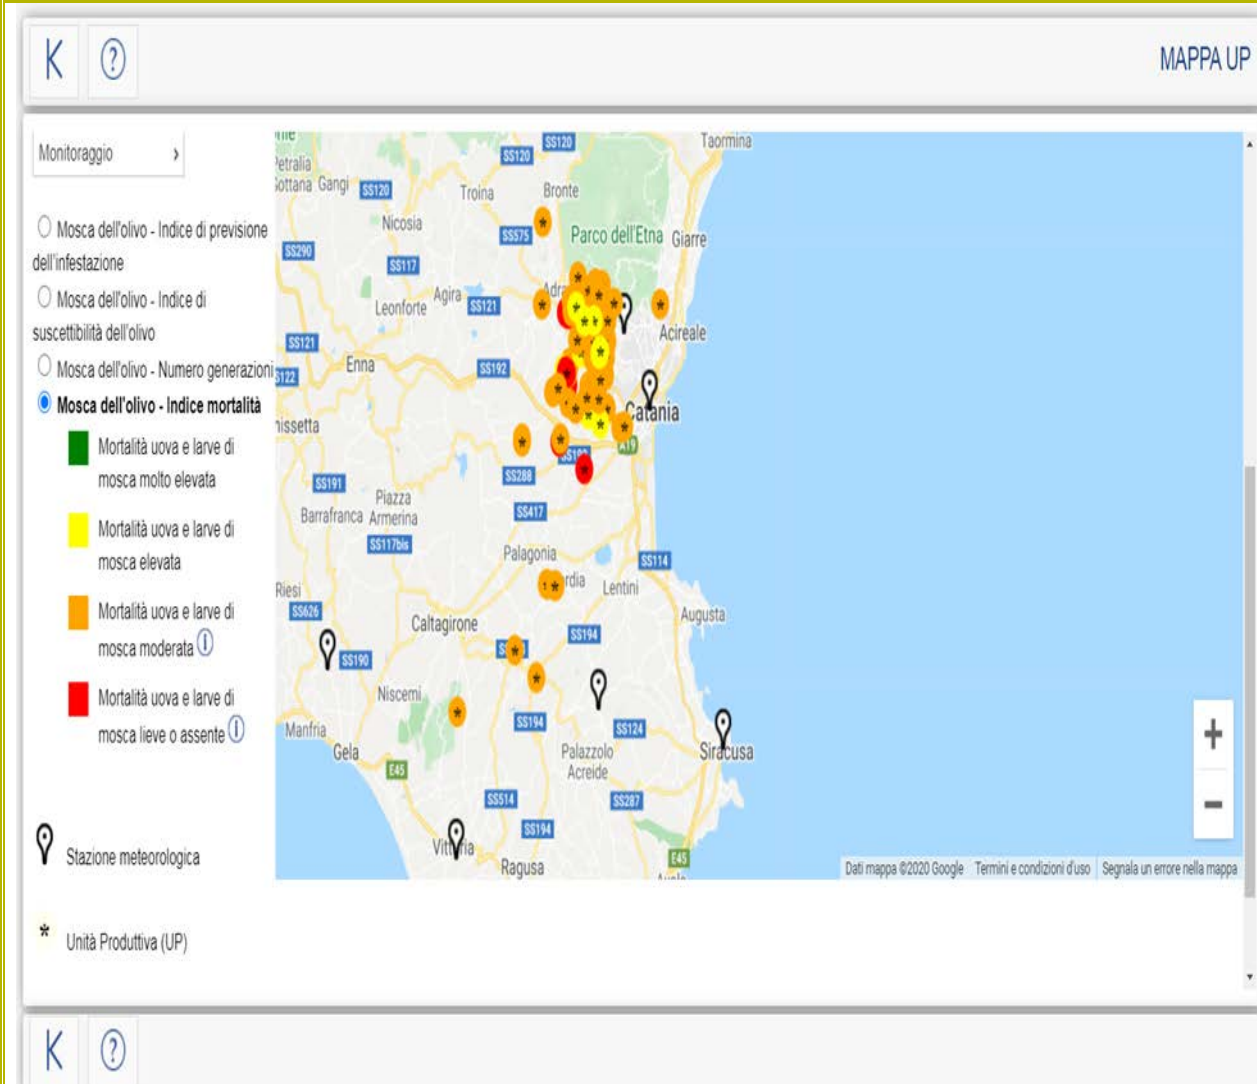 K ? MAPPA UP
Monitoraggio ›
Mosca dell'olivo - Indice di previsione
dell'infestazione
Mosca dell'olivo - Indice di
suscettibilità dell'olivo
Mosca dell'olivo - Numero generazioni
Mosca dell'olivo - Indice mortalità
Mortalità uova e larve di
mosca molto elevata
Mortalità uova e larve di
mosca elevata
Mortalità uova e larve di
mosca moderata
Mortalità uova e larve di
mosca lieve o assente
Stazione meteorologica
* Unità Produttiva (UP)
Taormina
SS120
SS120
Gangi
SS120
Troina
Bronte
Nicosia
SS575
Parco dell'Etna
Giarre
SS290
SS117
Leonforte
Agira
SS121
Acireale
SS121
Enna
SS192
Catania
A19
SS288
SS191
Piazza
Armerina
Barrafranca
SS417
SS117bis
Palagonia
SS114
Riesi
Lentini
SS626
Caltagirone
Augusta
SS194
SS190
Niscemi
Manfria
SS194
SS124
Gela
Palazzolo
Acreide
Siracusa
E45
SS514
SS287
SS194
Vittoria
Ragusa
E45
Dati mappa ©2020 Google
Termini e condizioni d'uso
Segnala un errore nella mappa
+
−
K ?